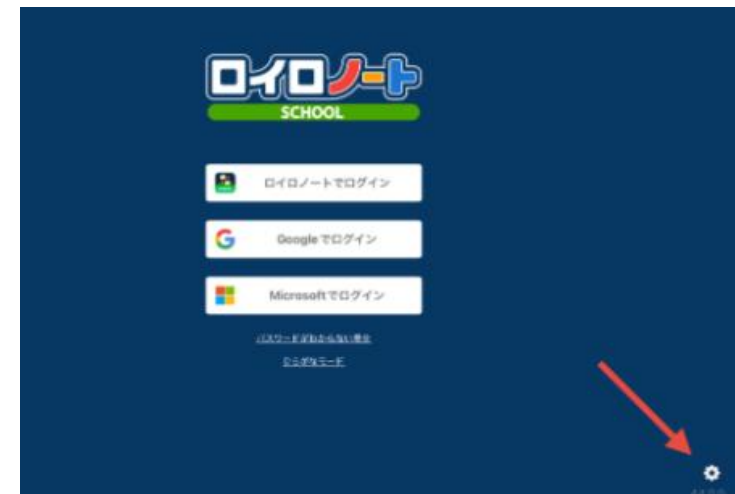 ロイロノート
SCHOOL
ロイロノートでログイン
Googleでログイン
Microsoftでログイン
パスワードがわからない場合
ひらがなモード